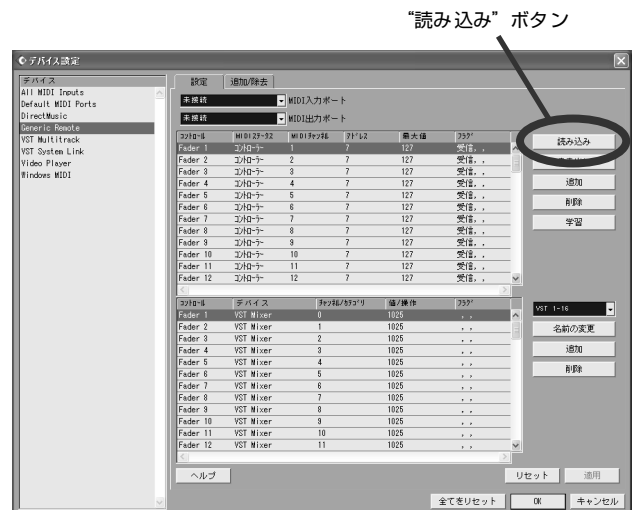 “読み込み”ボタン
デバイス設定
デバイス
All MIDI Inputs
Default MIDI Ports
DirectMusic
Generic Remote
VST Multitrack
VST System Link
Video Player
Windows MIDI
設定 追加/除去
未接続 MIDI入力ポート
未接続 MIDI出力ポート
コントロール MIDIステータス MIDIチャンネル アドレス 最大値 フラグ
Fader 1 コントローラー 1 7 127 受信, ,
Fader 2 コントローラー 2 7 127 受信, ,
Fader 3 コントローラー 3 7 127 受信, ,
Fader 4 コントローラー 4 7 127 受信, ,
Fader 5 コントローラー 5 7 127 受信, ,
Fader 6 コントローラー 6 7 127 受信, ,
Fader 7 コントローラー 7 7 127 受信, ,
Fader 8 コントローラー 8 7 127 受信, ,
Fader 9 コントローラー 9 7 127 受信, ,
Fader 10 コントローラー 10 7 127 受信, ,
Fader 11 コントローラー 11 7 127 受信, ,
Fader 12 コントローラー 12 7 127 受信, ,
読み込み
追加
削除
学習
コントロール デバイス チャンネル/カテゴリ 値/操作 フラグ
Fader 1 VST Mixer 0 1025 , ,
Fader 2 VST Mixer 1 1025 , ,
Fader 3 VST Mixer 2 1025 , ,
Fader 4 VST Mixer 3 1025 , ,
Fader 5 VST Mixer 4 1025 , ,
Fader 6 VST Mixer 5 1025 , ,
Fader 7 VST Mixer 6 1025 , ,
Fader 8 VST Mixer 7 1025 , ,
Fader 9 VST Mixer 8 1025 , ,
Fader 10 VST Mixer 9 1025 , ,
Fader 11 VST Mixer 10 1025 , ,
Fader 12 VST Mixer 11 1025 , ,
VST 1-16
名前の変更
追加
削除
ヘルプ リセット 適用
全てをリセット OK キャンセル